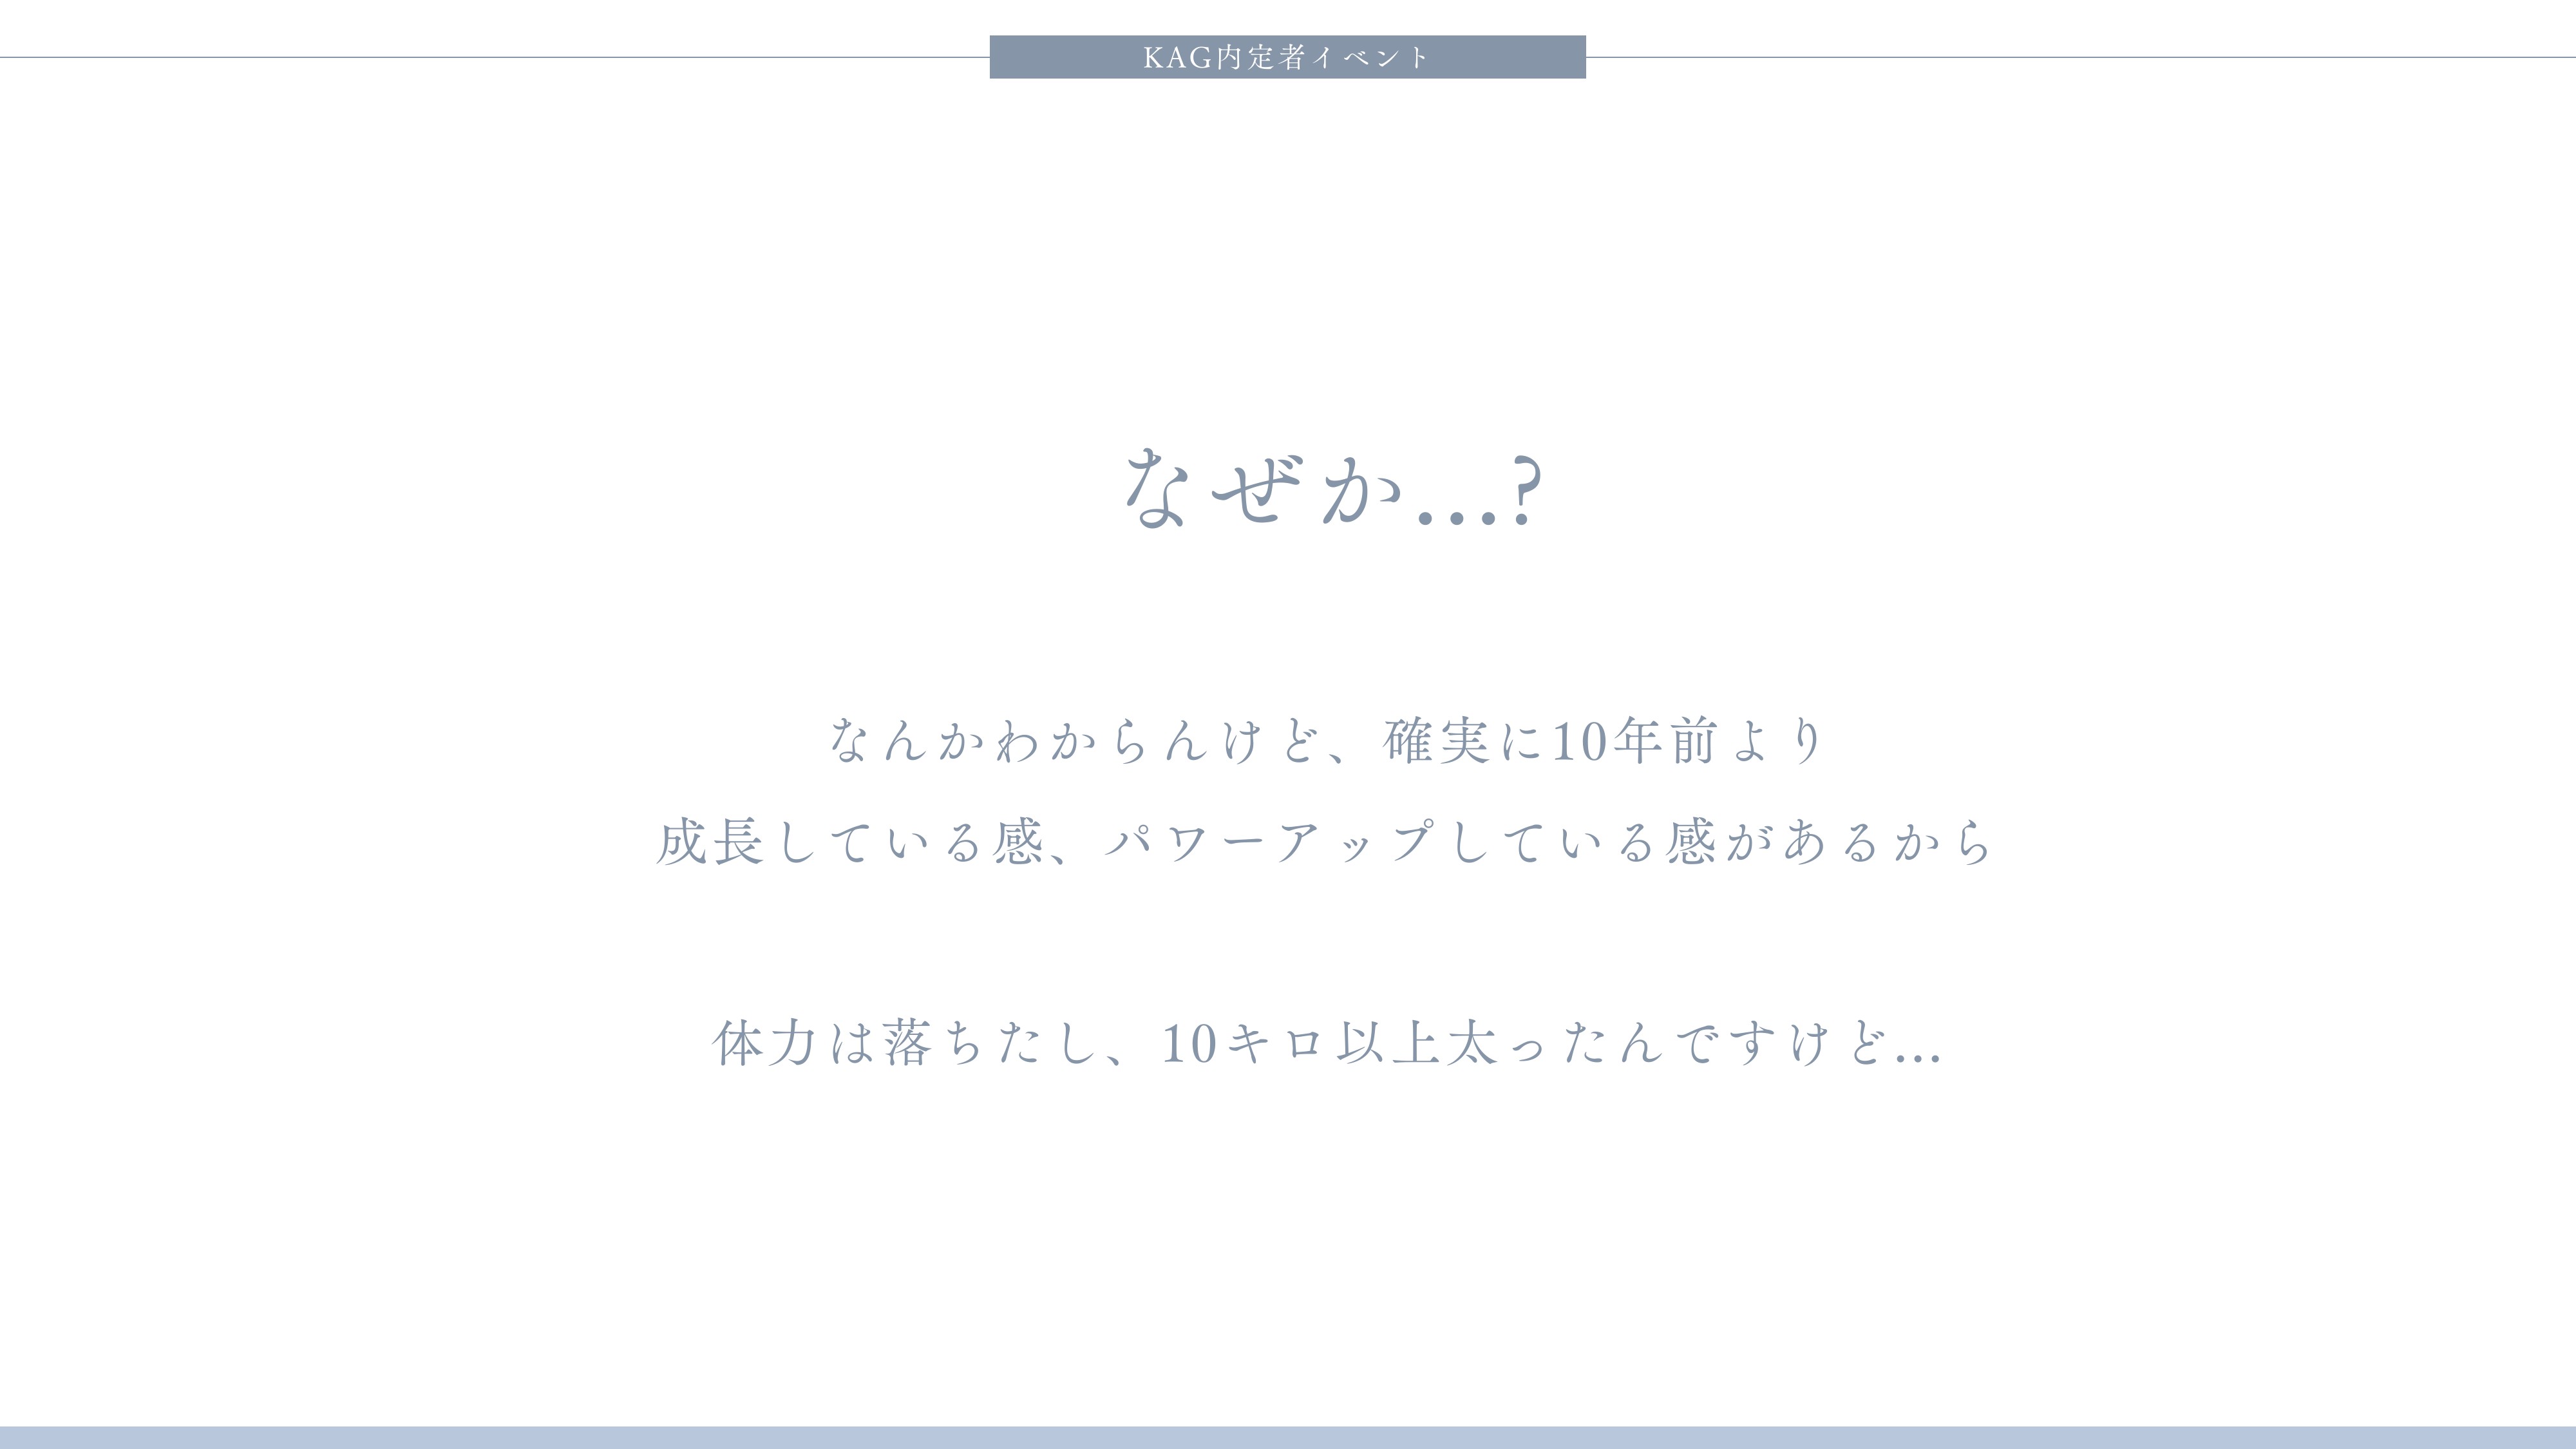 KAG内定者イベント
なぜか...?
なんかわからんけど、確実に10年前より
成長している感、パワーアップしている感があるから
体力は落ちたし、10キロ以上太ったんですけど...